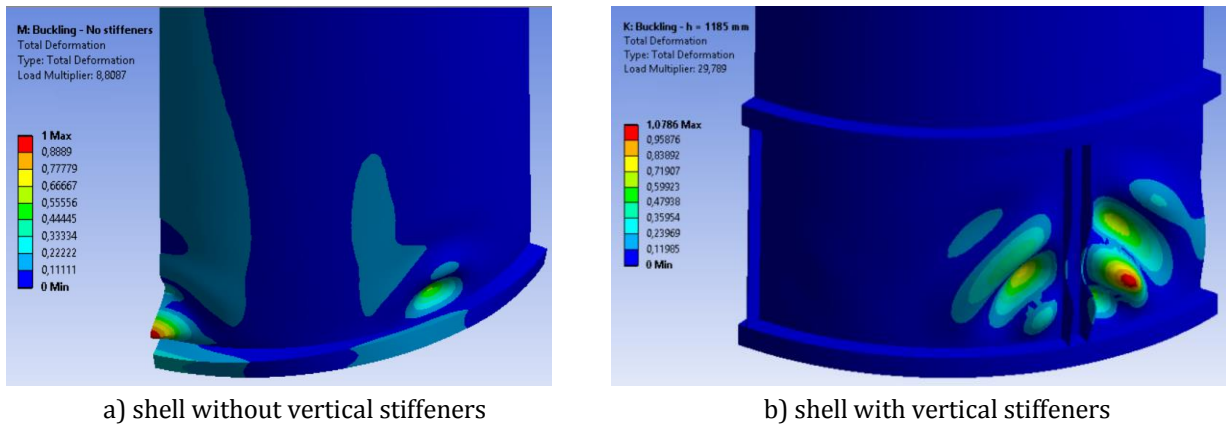 M: Buckling - No stiffeners
Total Deformation
Type: Total Deformation
Load Multiplier: 8,8087
1 Max
0,8889
0,77779
0,66667
0,55556
0,44445
0,33334
0,22222
0,11111
0 Min
K: Buckling - h = 1185 mm
Total Deformation
Type: Total Deformation
Load Multiplier: 29,789
1,0786 Max
0,95876
0,83892
0,71907
0,59923
0,47938
0,35954
0,23969
0,11985
0 Min
a) shell without vertical stiffeners
b) shell with vertical stiffeners